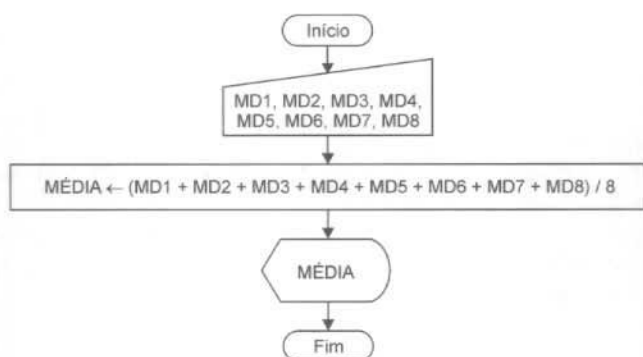 Início
MD1, MD2, MD3, MD4,
MD5, MD6, MD7, MD8
MÉDIA ← (MD1 + MD2 + MD3 + MD4 + MD5 + MD6 + MD7 + MD8) / 8
MÉDIA
Fim